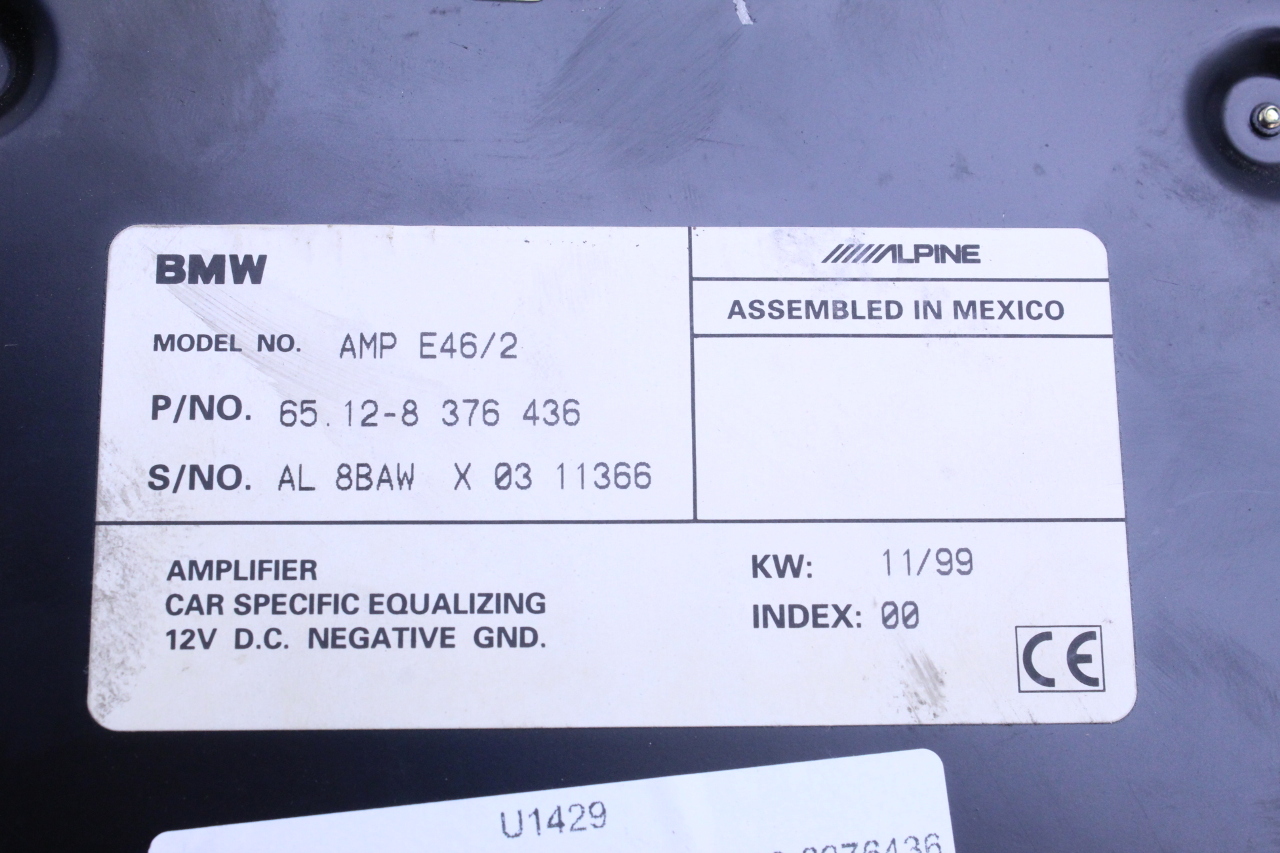 BMW
MODEL NO. AMP E46/2
P/NO. 65.12-8 376 436
S/NO. AL 8BAW X 03 11366
ALPINE
ASSEMBLED IN MEXICO
AMPLIFIER
CAR SPECIFIC EQUALIZING
12V D.C. NEGATIVE GND.
KW: 11/99
INDEX: 00
CE
U1429
8376436